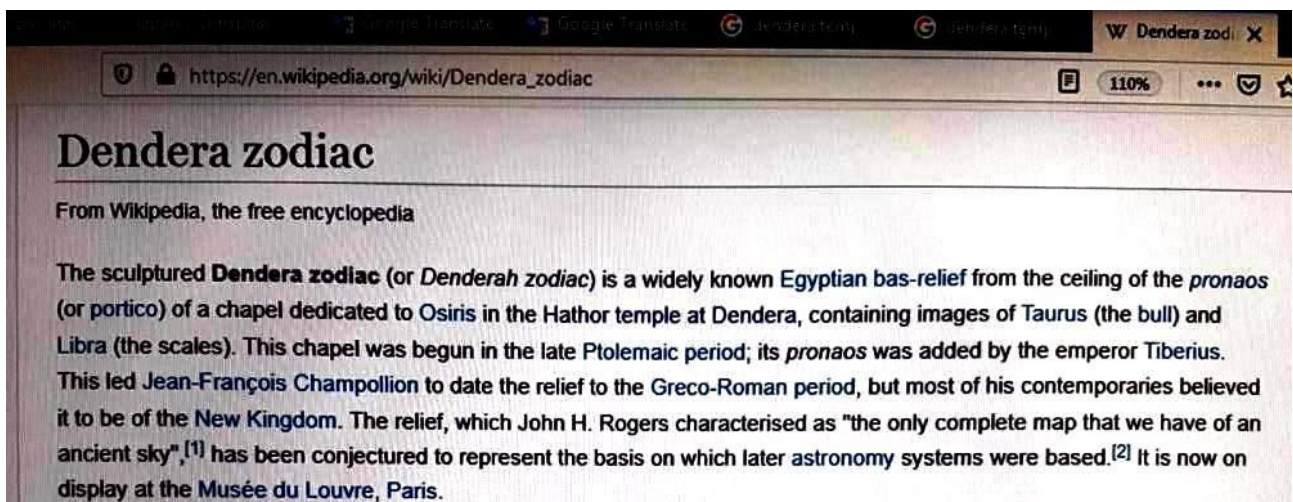 Google Translate Google Translate dendera temp dendera temp W Dendera zodi
https://en.wikipedia.org/wiki/Dendera_zodiac 110%
Dendera zodiac
From Wikipedia, the free encyclopedia
The sculptured Dendera zodiac (or Denderah zodiac) is a widely known Egyptian bas-relief from the ceiling of the pronaos
(or portico) of a chapel dedicated to Osiris in the Hathor temple at Dendera, containing images of Taurus (the bull) and
Libra (the scales). This chapel was begun in the late Ptolemaic period; its pronaos was added by the emperor Tiberius.
This led Jean-François Champollion to date the relief to the Greco-Roman period, but most of his contemporaries believed
it to be of the New Kingdom. The relief, which John H. Rogers characterised as "the only complete map that we have of an
ancient sky",[1] has been conjectured to represent the basis on which later astronomy systems were based.[2] It is now on
display at the Musée du Louvre, Paris.